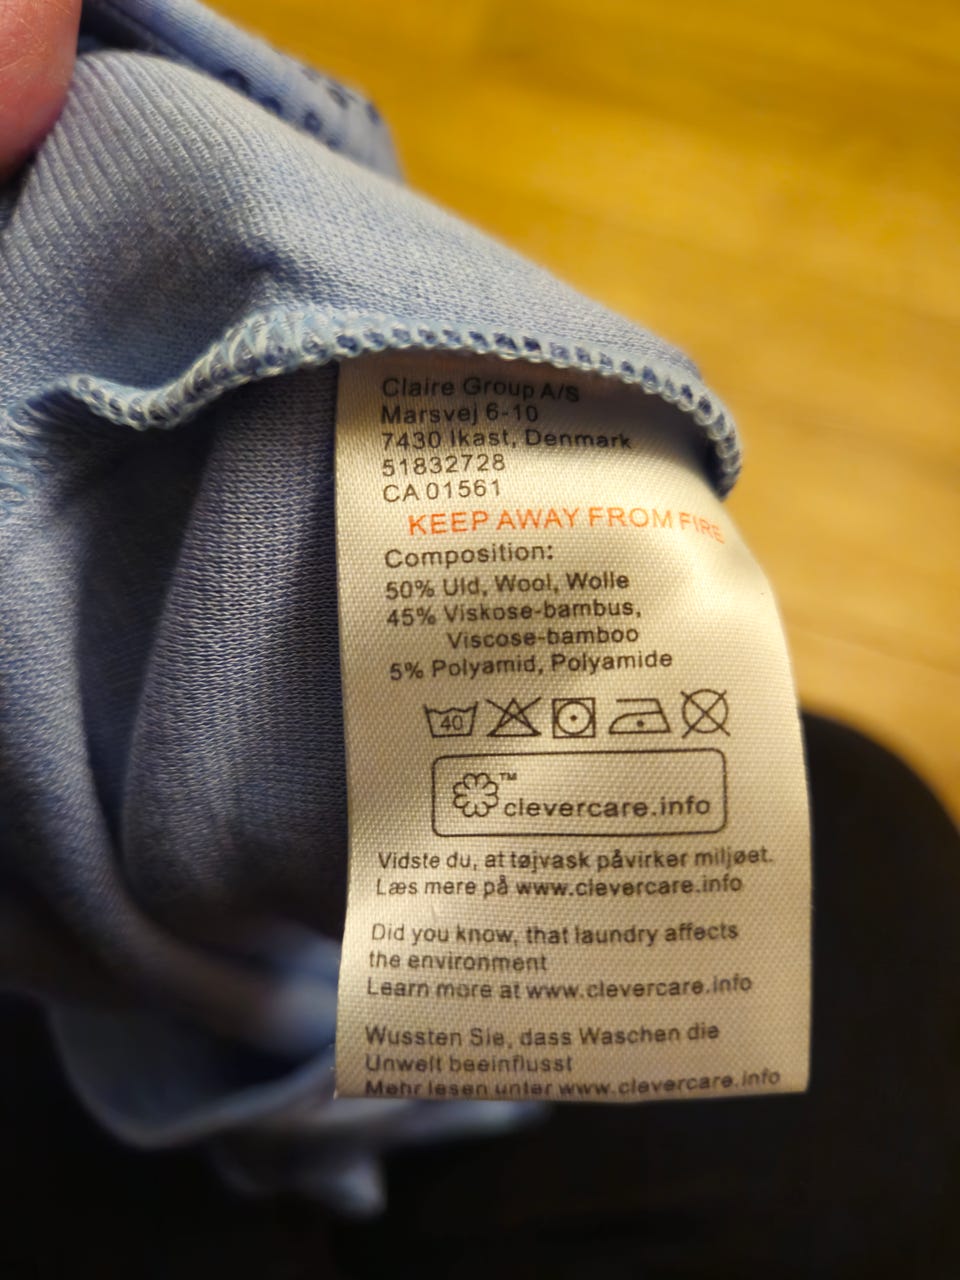 Claire Group A/S
Marsvej 6-10
7430 Ikast, Denmark
51832728
CA 01561
KEEP AWAY FROM FIRE
Composition:
50% Uld, Wool, Wolle
45% Viskose-bambus,
Viscose-bamboo
5% Polyamid, Polyamide
40
™
clevercare.info
Vidste du, at tøjvask påvirker miljøet.
Læs mere på www.clevercare.info
Did you know, that laundry affects
the environment
Learn more at www.clevercare.info
Wussten Sie, dass Waschen die
Umwelt beeinflusst
Mehr lesen unter www.clevercare.info